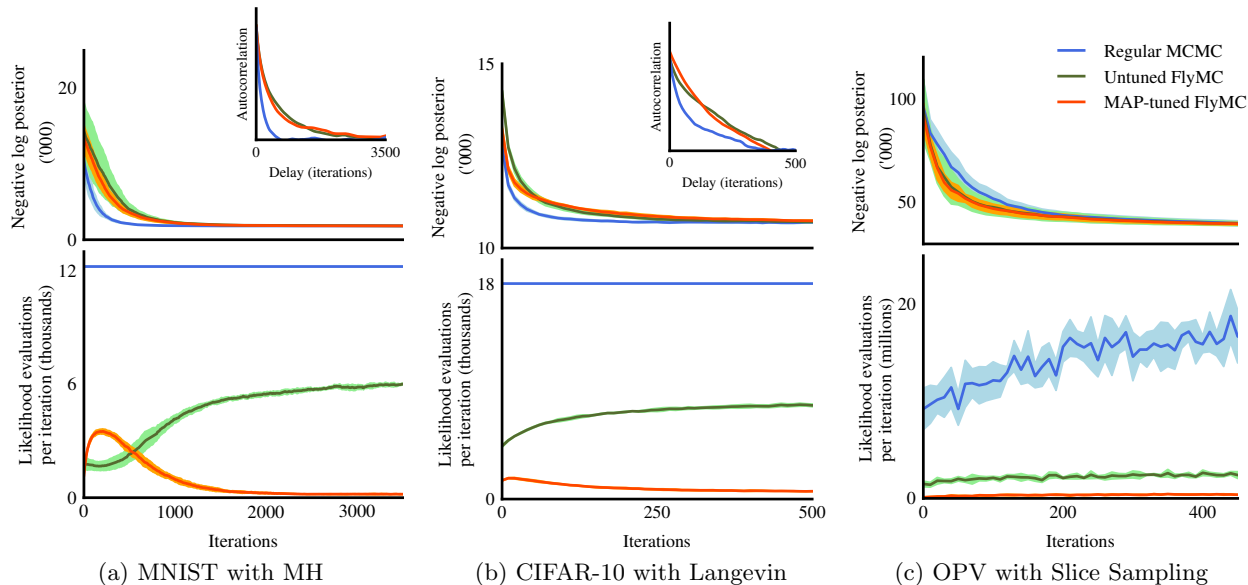 Negative log posterior
('000)
20
0
Autocorrelation
0
3500
Delay (iterations)
Likelihood evaluations
per iteration (thousands)
12
6
0
0
1000
2000
3000
Iterations
(a) MNIST with MH
Negative log posterior
('000)
15
10
Autocorrelation
0
500
Delay (iterations)
Likelihood evaluations
per iteration (thousands)
18
6
0
0
250
500
Iterations
(b) CIFAR-10 with Langevin
Regular MCMC
Untuned FlyMC
MAP-tuned FlyMC
Negative log posterior
('000)
100
50
Likelihood evaluations
per iteration (millions)
20
0
0
200
400
Iterations
(c) OPV with Slice Sampling